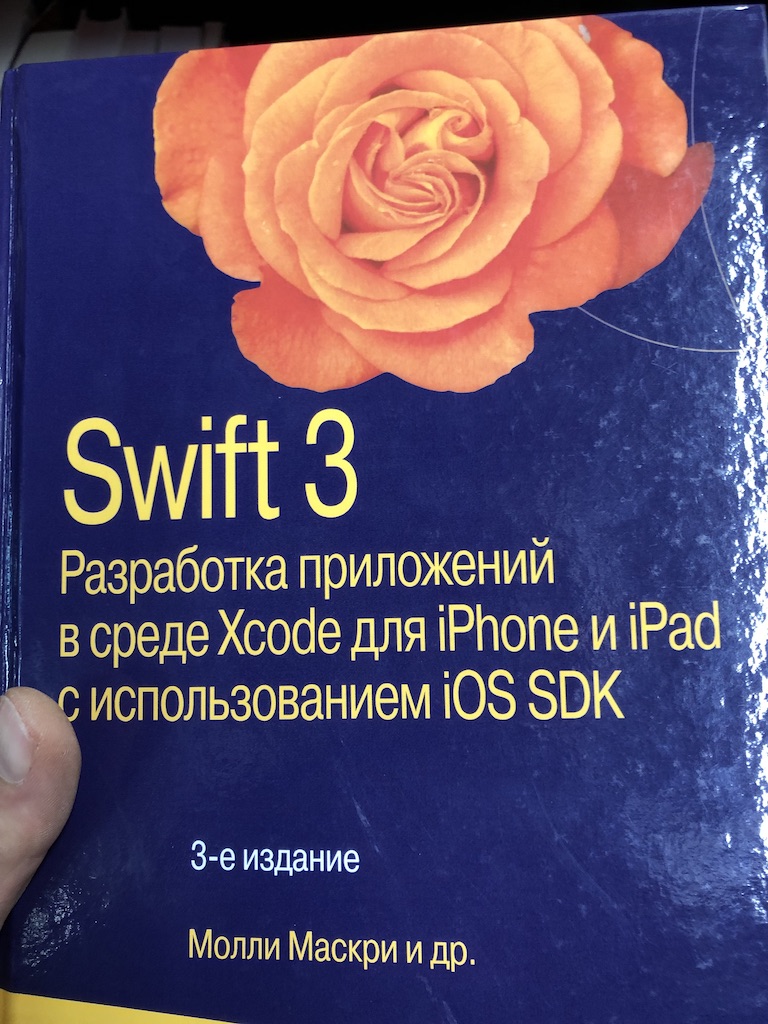 Swift 3
Разработка приложений
в среде Xcode для iPhone и iPad
с использованием iOS SDK
3-е издание
Молли Маскри и др.